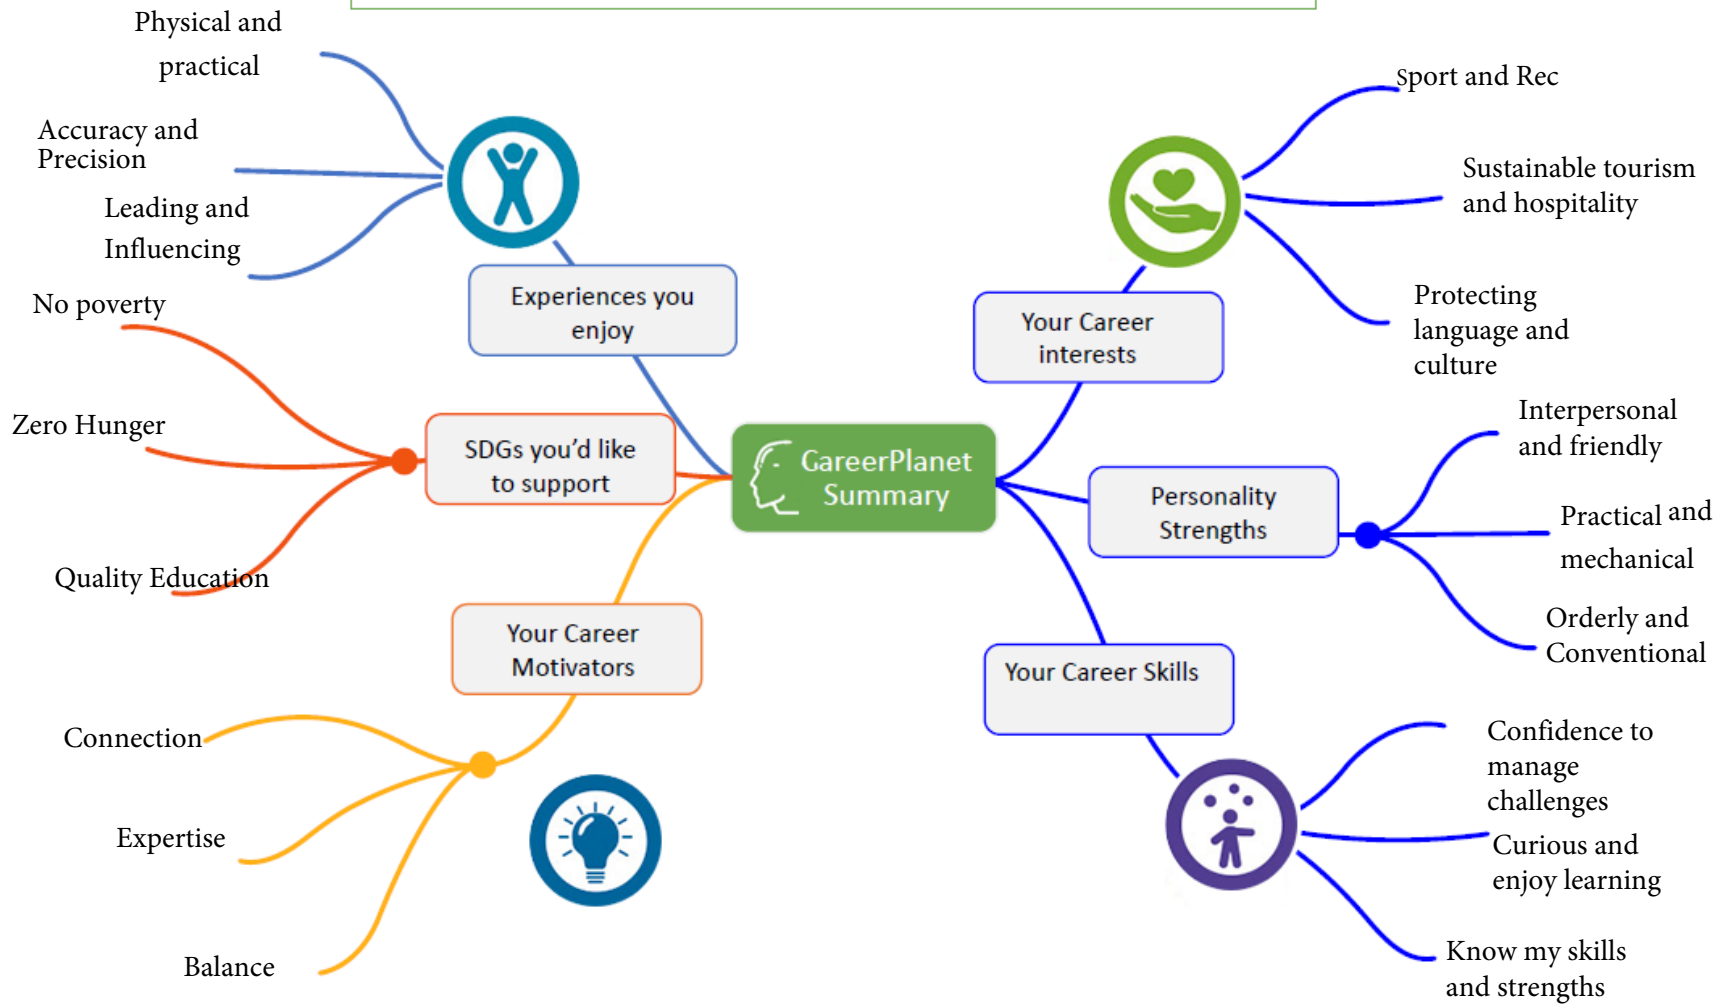 Physical and
practical
Accuracy and
Precision
Leading and
Influencing
Experiences you
enjoy
No poverty
Zero Hunger
Quality Education
SDGs you'd like
to support
Your Career
Motivators
Connection
Expertise
Balance
GareerPlanet
Summary
Your Career
interests
Sport and Rec
Sustainable tourism
and hospitality
Protecting
language and
culture
Personality
Strengths
Interpersonal
and friendly
Practical and
mechanical
Orderly and
Conventional
Your Career Skills
Confidence to
manage
challenges
Curious and
enjoy learning
Know my skills
and strengths